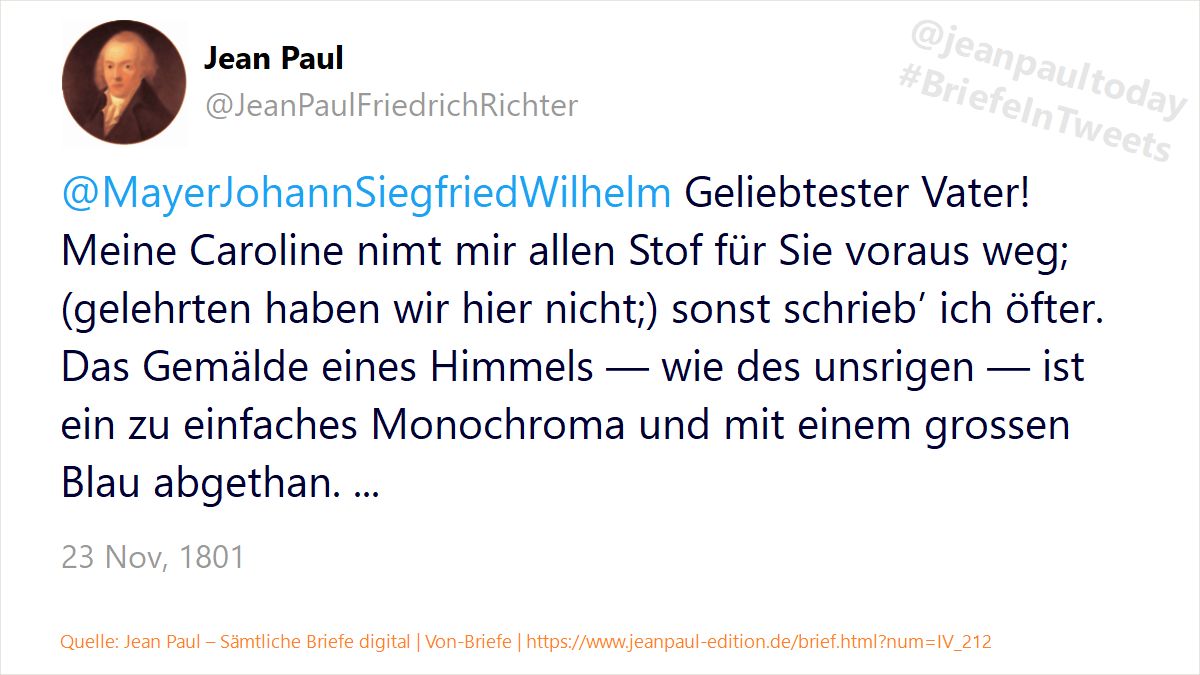 Jean Paul
@JeanPaulFriedrichRichter
@jeanpaultoday
#BriefeInTweets
@MayerJohannSiegfriedWilhelm Geliebtester Vater!
Meine Caroline nimt mir allen Stof für Sie voraus weg;
(gelehrten haben wir hier nicht;) sonst schrieb’ ich öfter.
Das Gemälde eines Himmels — wie des unsrigen — ist
ein zu einfaches Monochroma und mit einem grossen
Blau abgethan. ...
23 Nov, 1801
Quelle: Jean Paul – Sämtliche Briefe digital | Von-Briefe | https://www.jeanpaul-edition.de/brief.html?num=IV_212